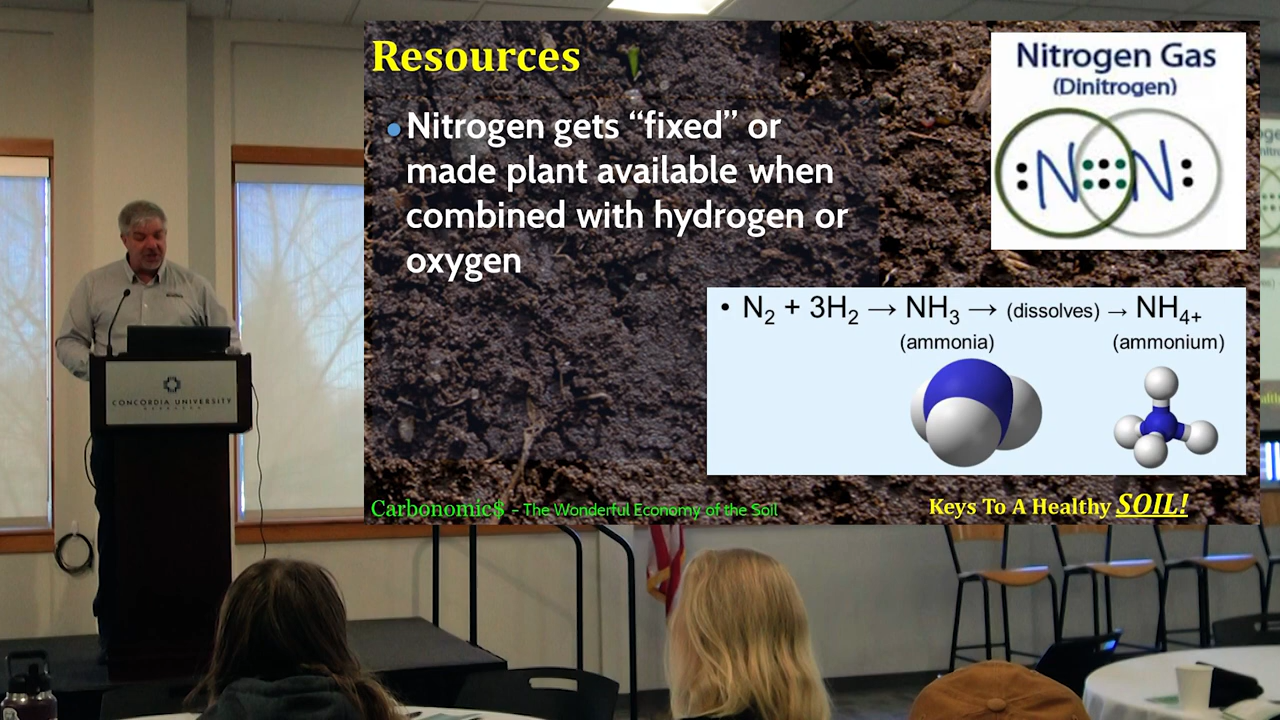 Resources
Nitrogen Gas
(Dinitrogen)
N N
• Nitrogen gets “fixed” or
made plant available when
combined with hydrogen or
oxygen
• N2 + 3H2 → NH3 → (dissolves) → NH4+
(ammonia) (ammonium)
CONCORDIA UNIVERSITY
Carbonomic$ - The Wonderful Economy of the Soil
Keys To A Healthy SOIL!